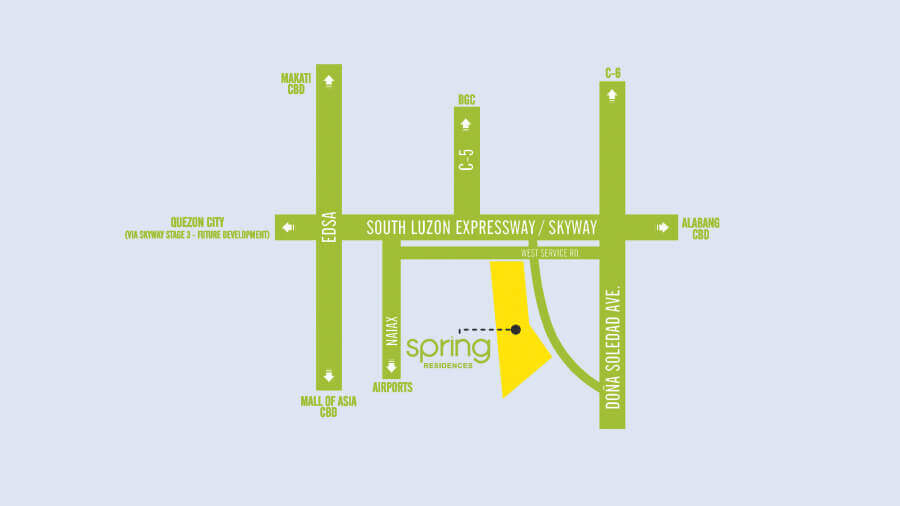 MAKATI
CBD
C-6
BGC
C-5
QUEZON CITY
(VIA SKYWAY STAGE 3 - FUTURE DEVELOPMENT)
EDSA
SOUTH LUZON EXPRESSWAY / SKYWAY
ALABANG
CBD
WEST SERVICE RD.
NAIAX
spring
RESIDENCES
DOÑA SOLEDAD AVE.
AIRPORTS
MALL OF ASIA
CBD